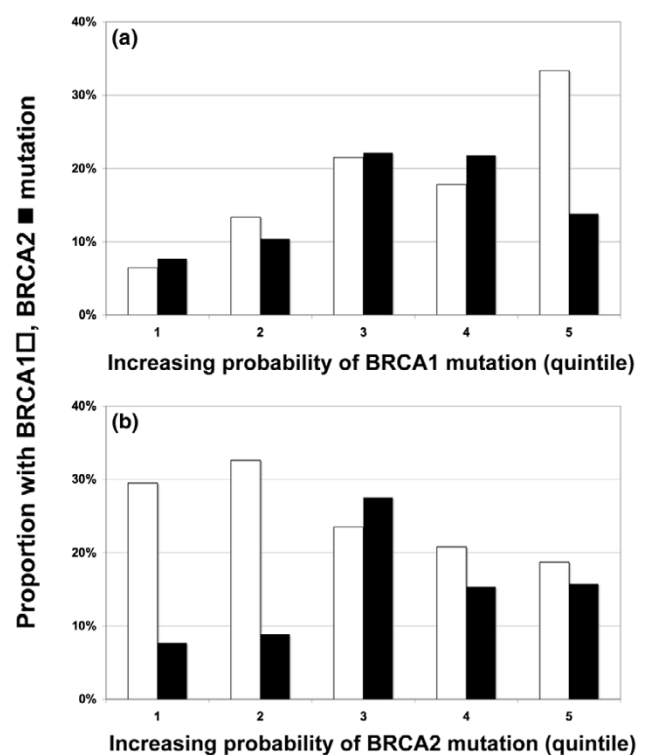 Proportion with BRCA1□, BRCA2 ■ mutation
(a)
40%
30%
20%
10%
0%
1 2 3 4 5
Increasing probability of BRCA1 mutation (quintile)
(b)
40%
30%
20%
10%
0%
1 2 3 4 5
Increasing probability of BRCA2 mutation (quintile)